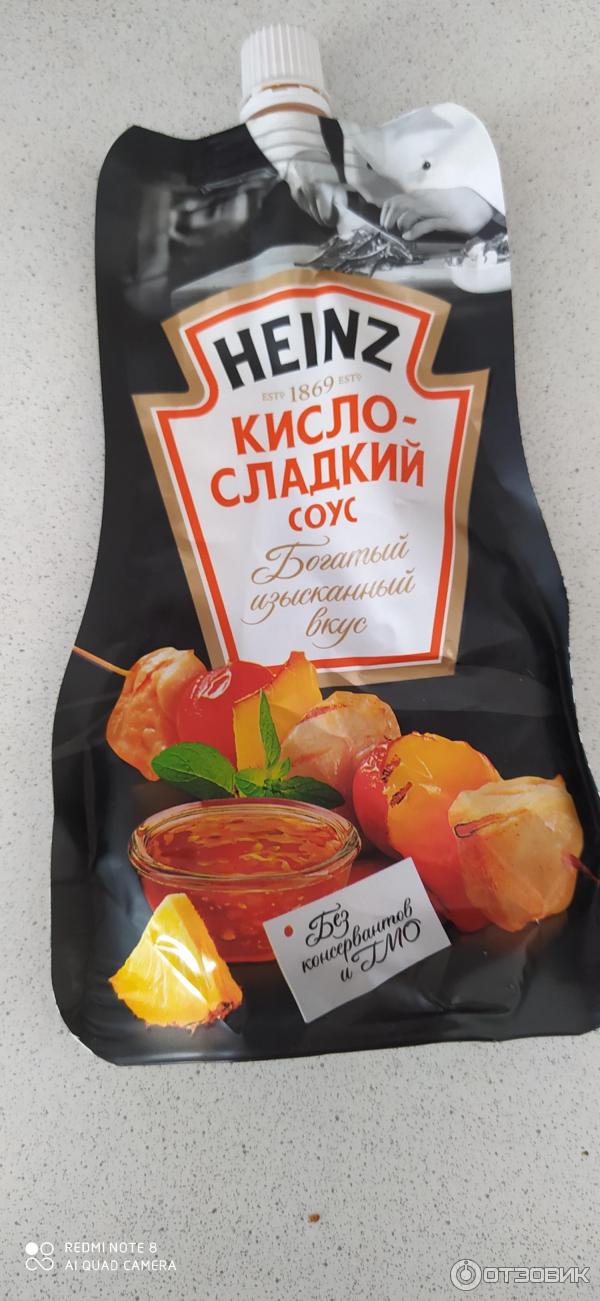 HEINZ
ESTD 1869 ESTD
КИСЛО-
СЛАДКИЙ
СОУС
Богатый
изысканный
вкус
Без
консервантов
и ГМО
REDMI NOTE 8
AI QUAD CAMERA
ОТЗОВИК